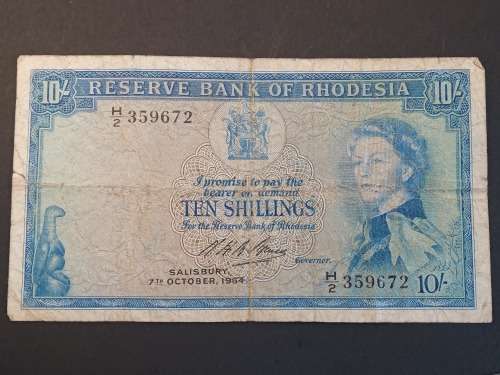 10/- RESERVE BANK OF RHODESIA 10/-
H/2 359672
I promise to pay the
bearer on demand
TEN SHILLINGS
For the Reserve Bank of Rhodesia
Governor.
SALISBURY,
7TH OCTOBER, 1964
H/2 359672 10/-